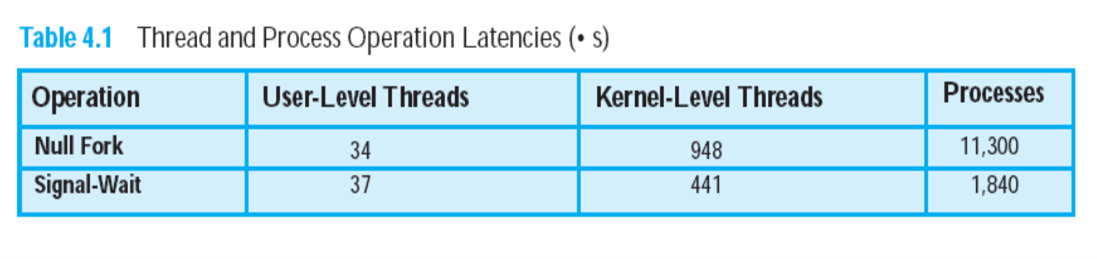 Table 4.1 Thread and Process Operation Latencies (• s)
Operation User-Level Threads Kernel-Level Threads Processes
Null Fork 34 948 11,300
Signal-Wait 37 441 1,840